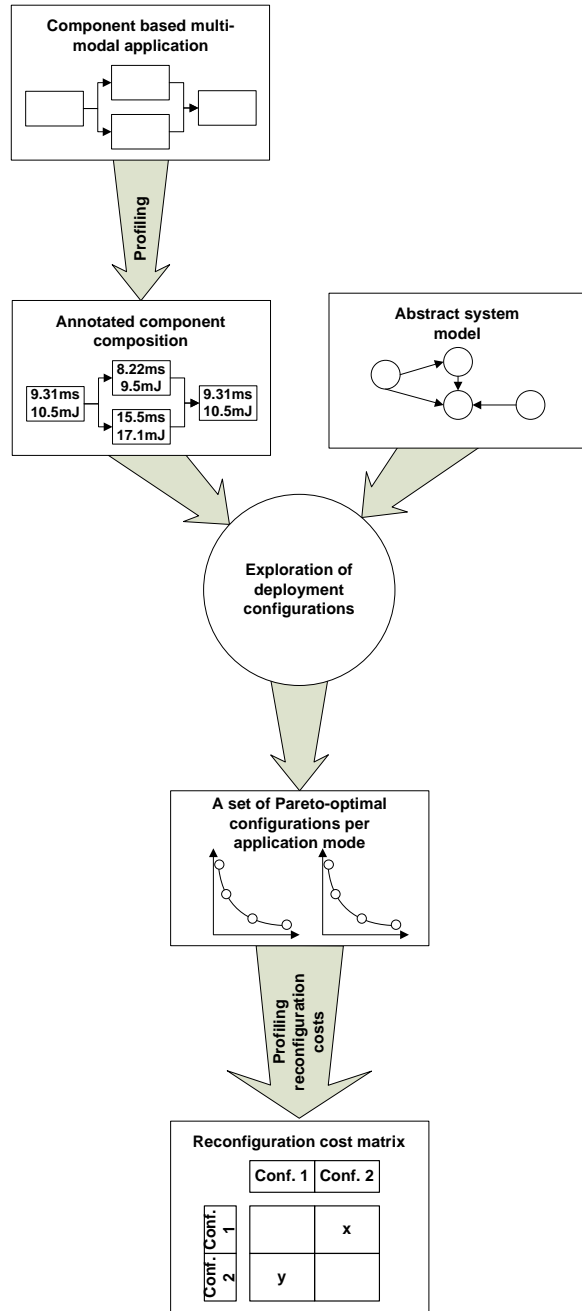 Component based multi-
modal application
Profiling
Annotated component
composition
9.31ms
10.5mJ
8.22ms
9.5mJ
15.5ms
17.1mJ
9.31ms
10.5mJ
Abstract system
model
Exploration of
deployment
configurations
A set of Pareto-optimal
configurations per
application mode
Profiling
reconfiguration
costs
Reconfiguration cost matrix
Conf. 1 Conf. 2
Conf.
1
x
Conf.
2
y